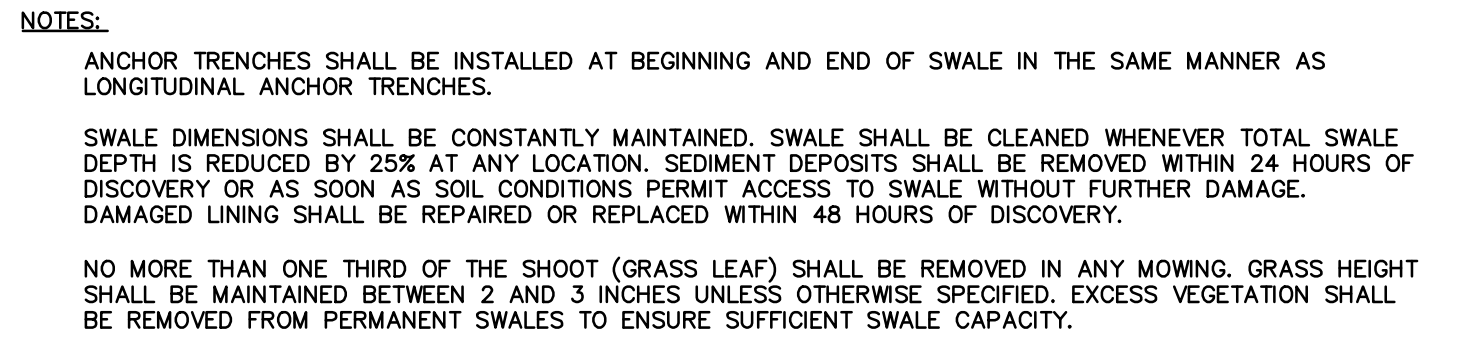 NOTES:
ANCHOR TRENCHES SHALL BE INSTALLED AT BEGINNING AND END OF SWALE IN THE SAME MANNER AS
LONGITUDINAL ANCHOR TRENCHES.
SWALE DIMENSIONS SHALL BE CONSTANTLY MAINTAINED. SWALE SHALL BE CLEANED WHENEVER TOTAL SWALE
DEPTH IS REDUCED BY 25% AT ANY LOCATION. SEDIMENT DEPOSITS SHALL BE REMOVED WITHIN 24 HOURS OF
DISCOVERY OR AS SOON AS SOIL CONDITIONS PERMIT ACCESS TO SWALE WITHOUT FURTHER DAMAGE.
DAMAGED LINING SHALL BE REPAIRED OR REPLACED WITHIN 48 HOURS OF DISCOVERY.
NO MORE THAN ONE THIRD OF THE SHOOT (GRASS LEAF) SHALL BE REMOVED IN ANY MOWING. GRASS HEIGHT
SHALL BE MAINTAINED BETWEEN 2 AND 3 INCHES UNLESS OTHERWISE SPECIFIED. EXCESS VEGETATION SHALL
BE REMOVED FROM PERMANENT SWALES TO ENSURE SUFFICIENT SWALE CAPACITY.